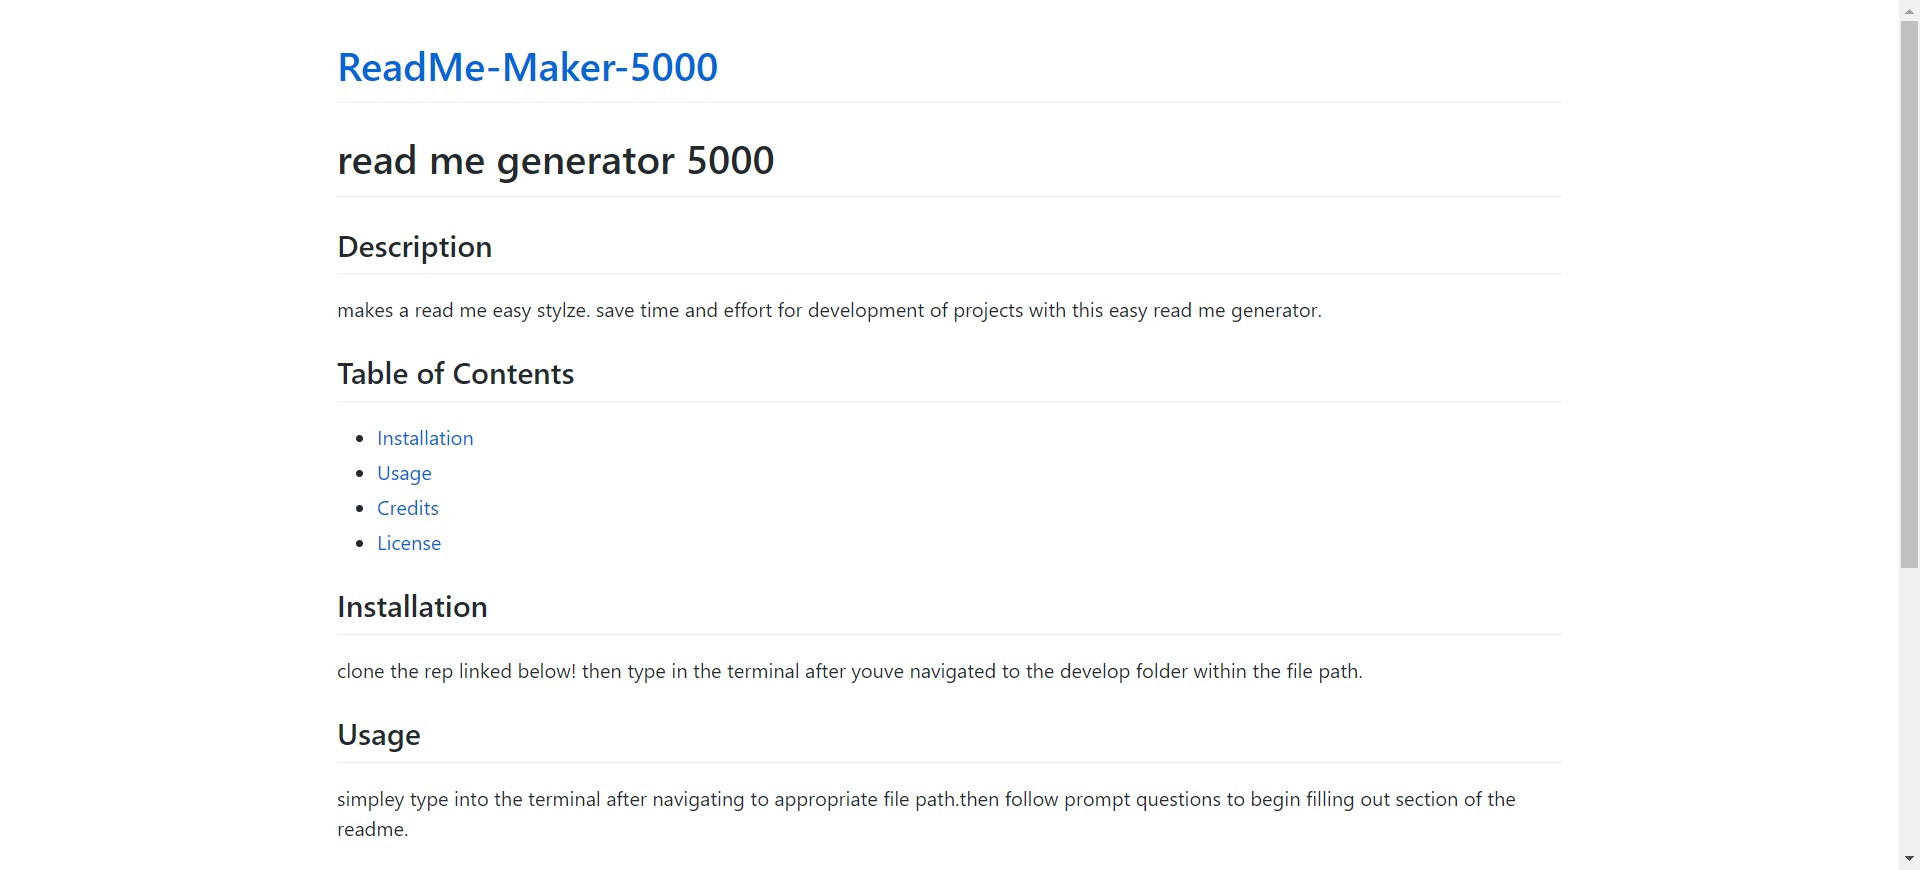 ReadMe-Maker-5000
read me generator 5000
Description
makes a read me easy stylze. save time and effort for development of projects with this easy read me generator.
Table of Contents
Installation
Usage
Credits
License
Installation
clone the rep linked below! then type in the terminal after youve navigated to the develop folder within the file path.
Usage
simpley type into the terminal after navigating to appropriate file path.then follow prompt questions to begin filling out section of the
readme.